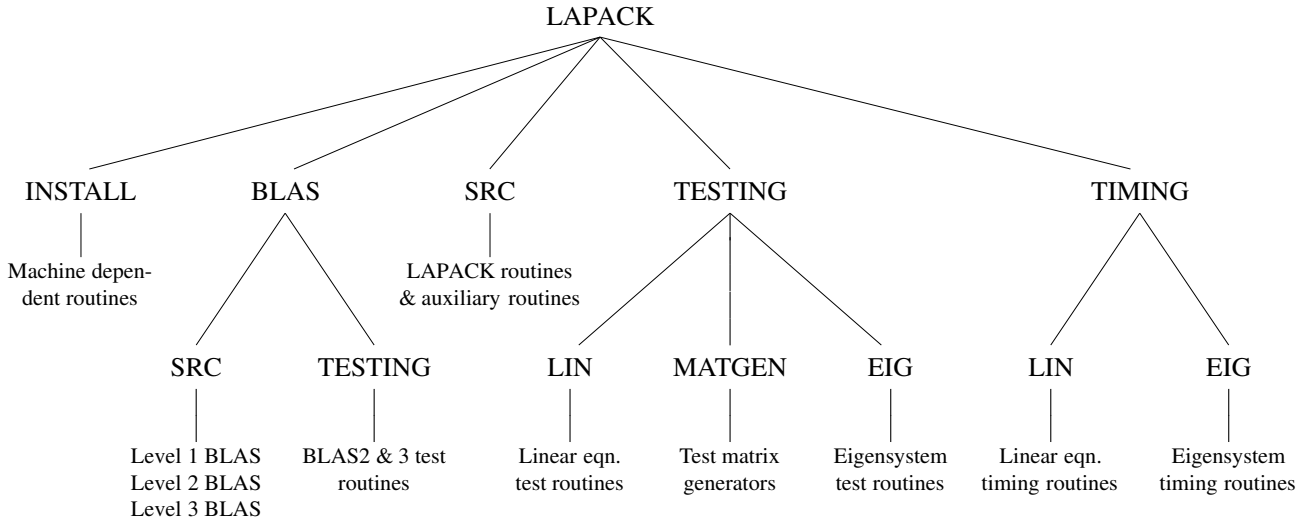 LAPACK
INSTALL
BLAS
SRC
TESTING
TIMING
Machine depen-
dent routines
LAPACK routines
& auxiliary routines
SRC
TESTING
LIN
MATGEN
EIG
LIN
EIG
Level 1 BLAS
Level 2 BLAS
Level 3 BLAS
BLAS2 & 3 test
routines
Linear eqn.
test routines
Test matrix
generators
Eigensystem
test routines
Linear eqn.
timing routines
Eigensystem
timing routines